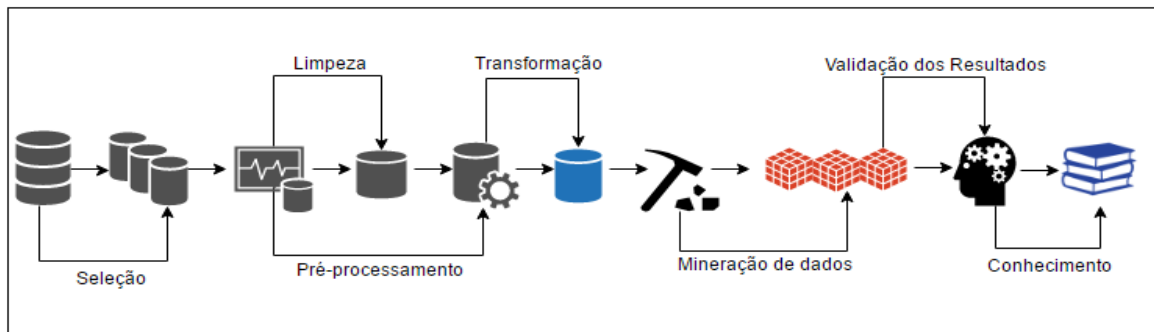 Limpeza
Transformação
Validação dos Resultados
Seleção
Pré-processamento
Mineração de dados
Conhecimento